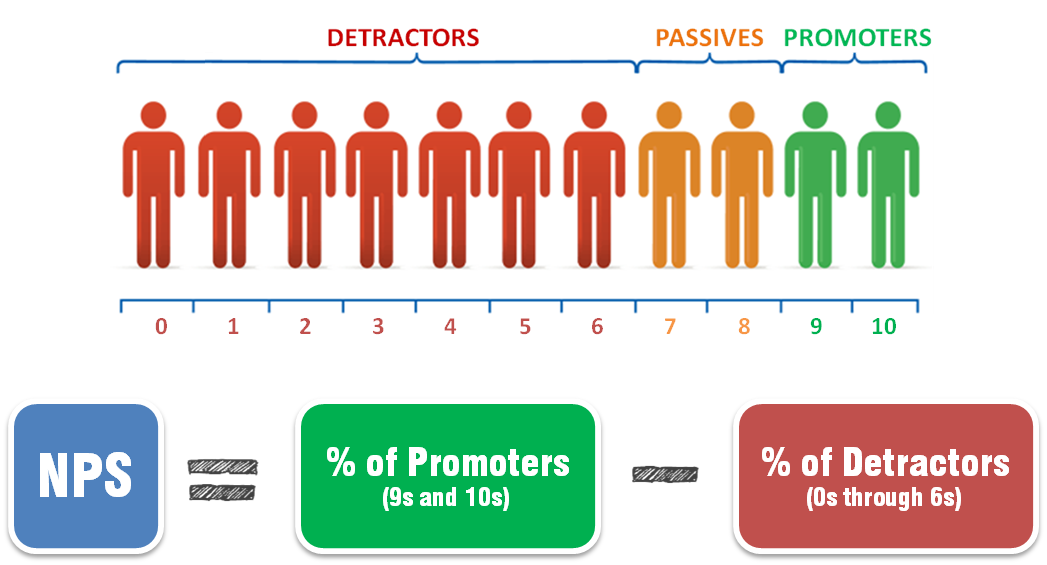 DETRACTORS PASSIVES PROMOTERS
0 1 2 3 4 5 6 7 8 9 10
NPS = % of Promoters - % of Detractors
(9s and 10s) (0s through 6s)